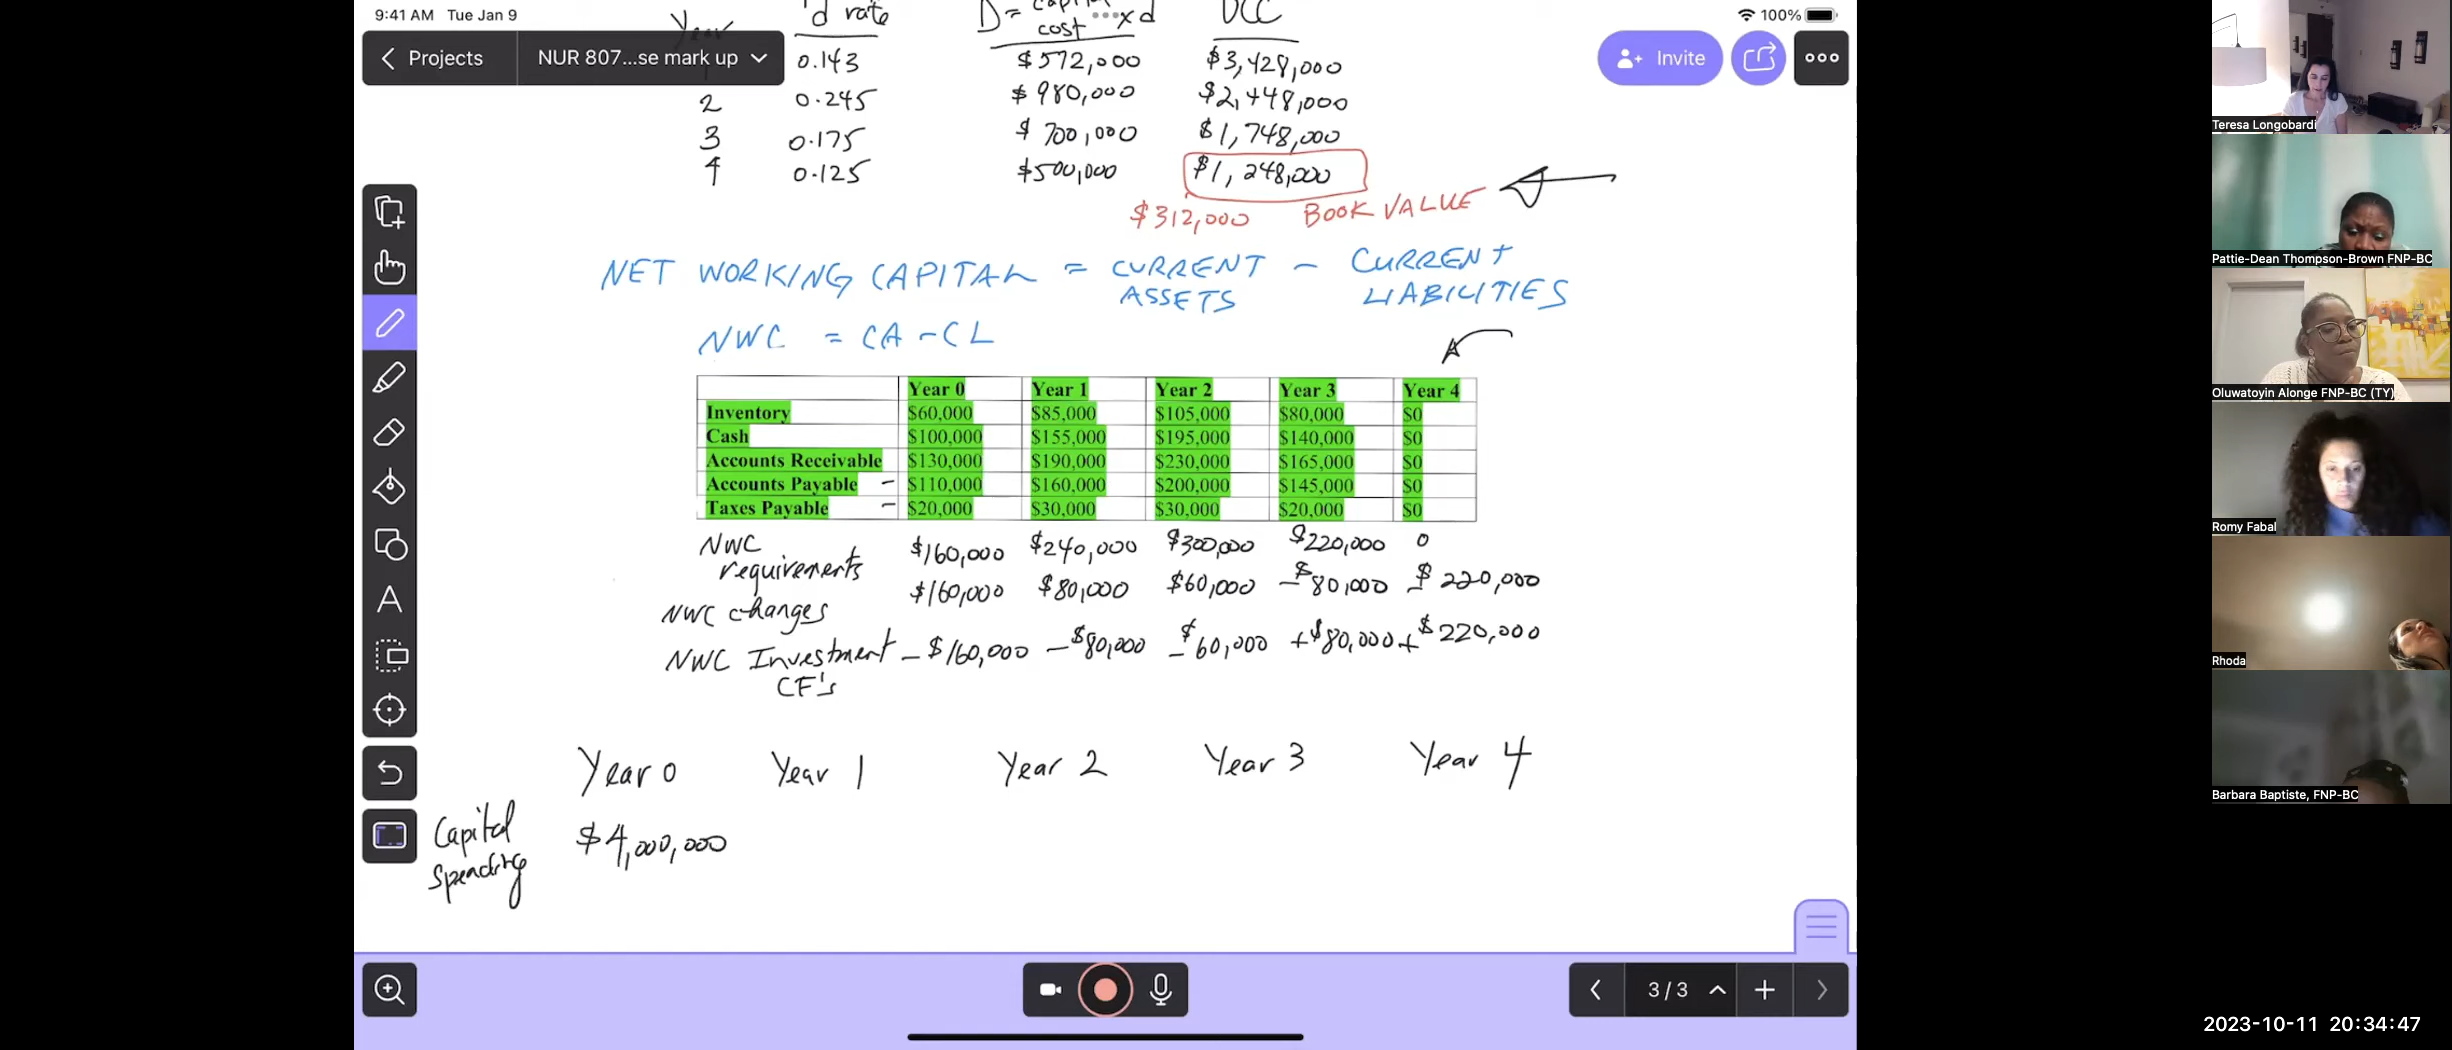 9:41 AM Tue Jan 9
100%
Year d rate D = cost x d UCC
Projects
NUR 807...se mark up
Invite
0.143 $572,000 $3,428,000
2 0.245 $980,000 $2,448,000
3 0.175 $700,000 $1,748,000
4 0.125 $500,000 $1,248,000
$312,000 BOOK VALUE
NET WORKING CAPITAL = CURRENT ASSETS - CURRENT LIABILITIES
NWC = CA - CL
Year 0 Year 1 Year 2 Year 3 Year 4
Inventory $60,000 $85,000 $105,000 $80,000 $0
Cash $100,000 $155,000 $195,000 $140,000 $0
Accounts Receivable $130,000 $190,000 $230,000 $165,000 $0
Accounts Payable - $110,000 $160,000 $200,000 $145,000 $0
Taxes Payable - $20,000 $30,000 $30,000 $20,000 $0
NWC requirements $160,000 $240,000 $300,000 $220,000 0
NWC changes $160,000 $80,000 $60,000 -$80,000 -$220,000
NWC Investment CF's -$160,000 -$80,000 -$60,000 +$80,000 +$220,000
Year 0 Year 1 Year 2 Year 3 Year 4
Capital Spending $4,000,000
3/3
Teresa Longobardi
Pattie-Dean Thompson-Brown FNP-BC
Oluwatoyin Alonge FNP-BC (TY)
Romy Fabal
Rhoda
Barbara Baptiste, FNP-BC
2023-10-11 20:34:47